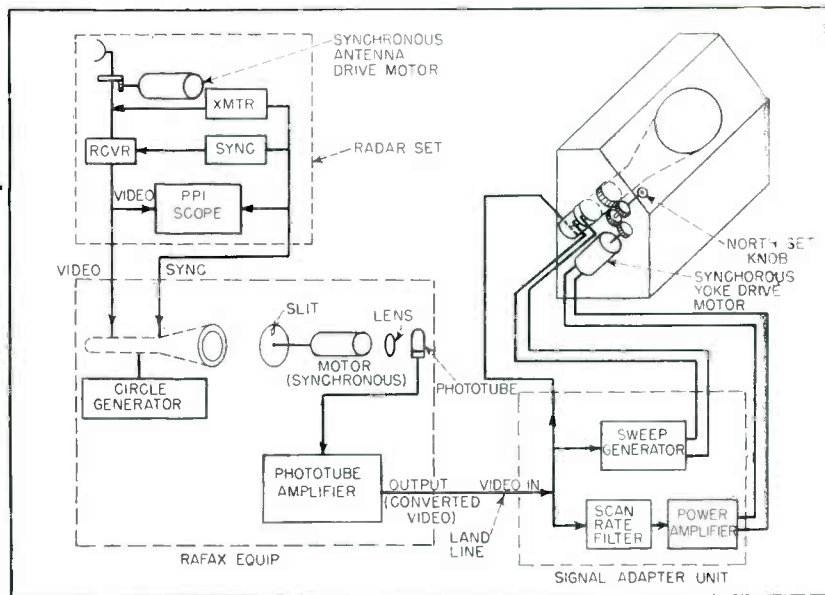 SYNCHRONOUS
ANTENNA
DRIVE MOTOR
XMTR
RCVR
SYNC
RADAR SET
VIDEO
PPI
SCOPE
VIDEO
SYNC
NORTH SET
KNOB
SYNCHOROUS
YOKE DRIVE
MOTOR
SLIT
LENS
MOTOR
(SYNCHRONOUS)
PHOTOTUBE
CIRCLE
GENERATOR
PHOTOTUBE
AMPLIFIER
OUTPUT
(CONVERTED
VIDEO)
VIDEO IN
LAND
LINE
SWEEP
GENERATOR
SCAN
RATE
FILTER
POWER
AMPLIFIER
RAFAX EQUIP
SIGNAL ADAPTER UNIT